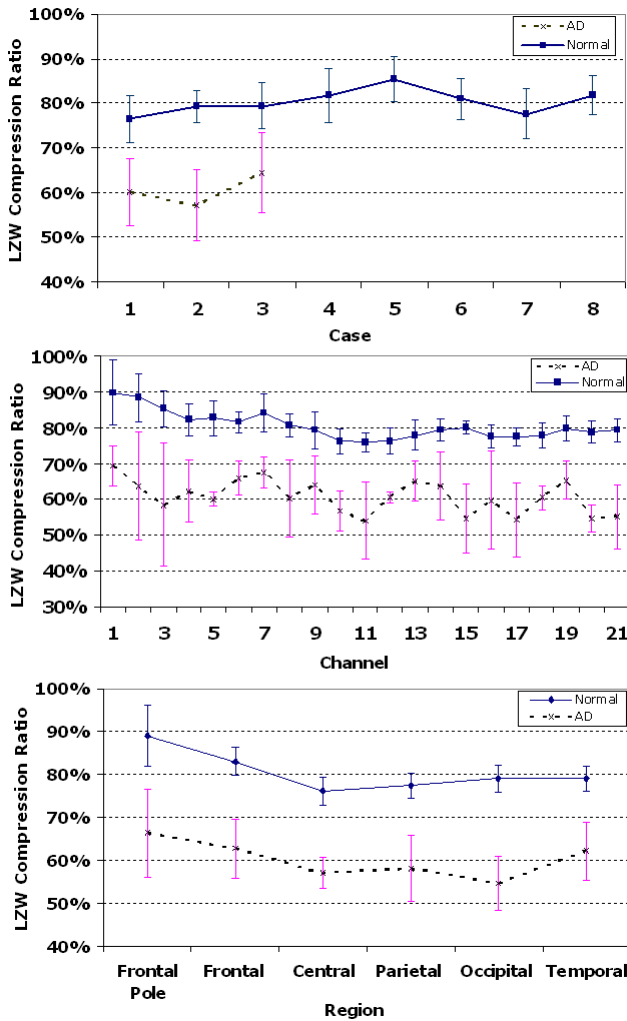 100%
90%
80%
70%
60%
50%
40%
LZW Compression Ratio
AD
Normal
1 2 3 4 5 6 7 8
Case
100%
90%
80%
70%
60%
50%
40%
30%
LZW Compression Ratio
AD
Normal
1 3 5 7 9 11 13 15 17 19 21
Channel
100%
90%
80%
70%
60%
50%
40%
LZW Compression Ratio
Normal
AD
Frontal Pole Frontal Central Parietal Occipital Temporal
Region